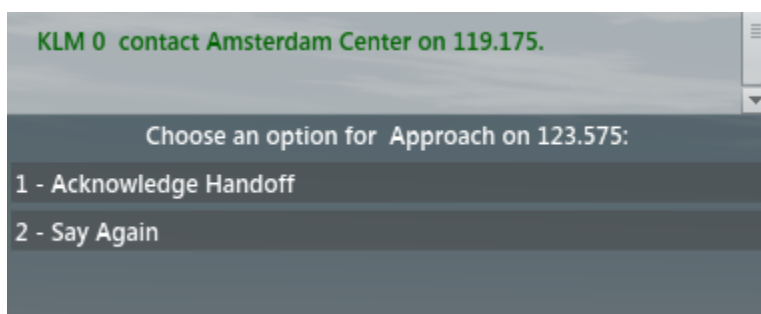 KLM 0 contact Amsterdam Center on 119.175.
Choose an option for Approach on 123.575:
1 - Acknowledge Handoff
2 - Say Again